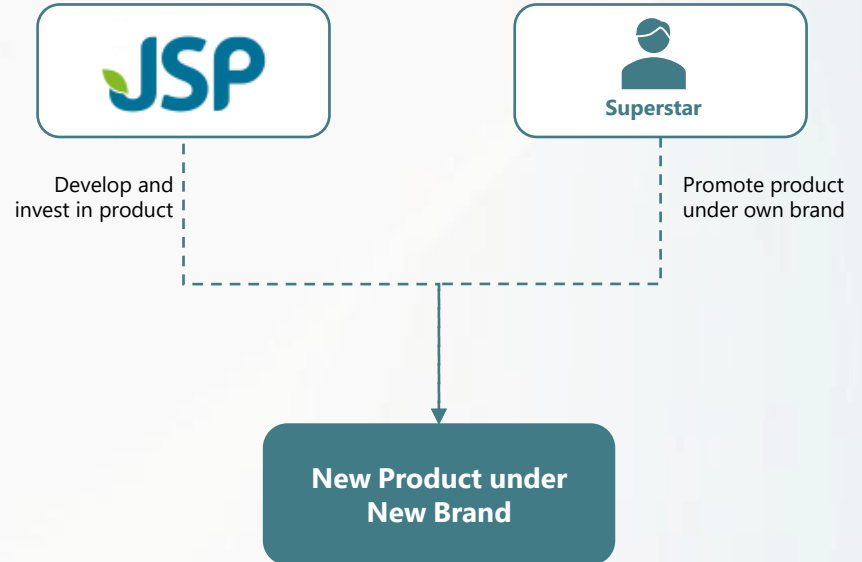 JSP
Superstar
Develop and
invest in product
Promote product
under own brand
New Product under
New Brand